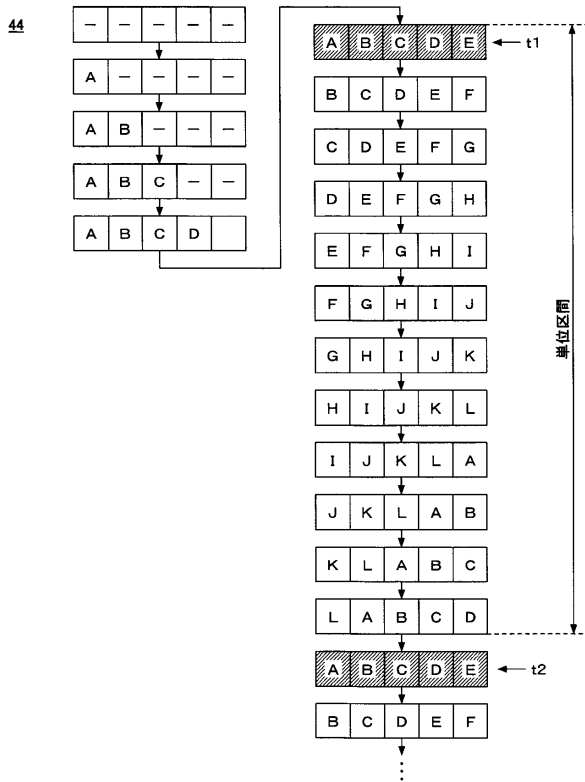 44
— — — — —
A — — — —
A B — — —
A B C — —
A B C D
A B C D E ← t1
B C D E F
C D E F G
D E F G H
E F G H I
F G H I J
G H I J K
H I J K L
I J K L A
J K L A B
K L A B C
L A B C D
単位区間
A B C D E ← t2
B C D E F